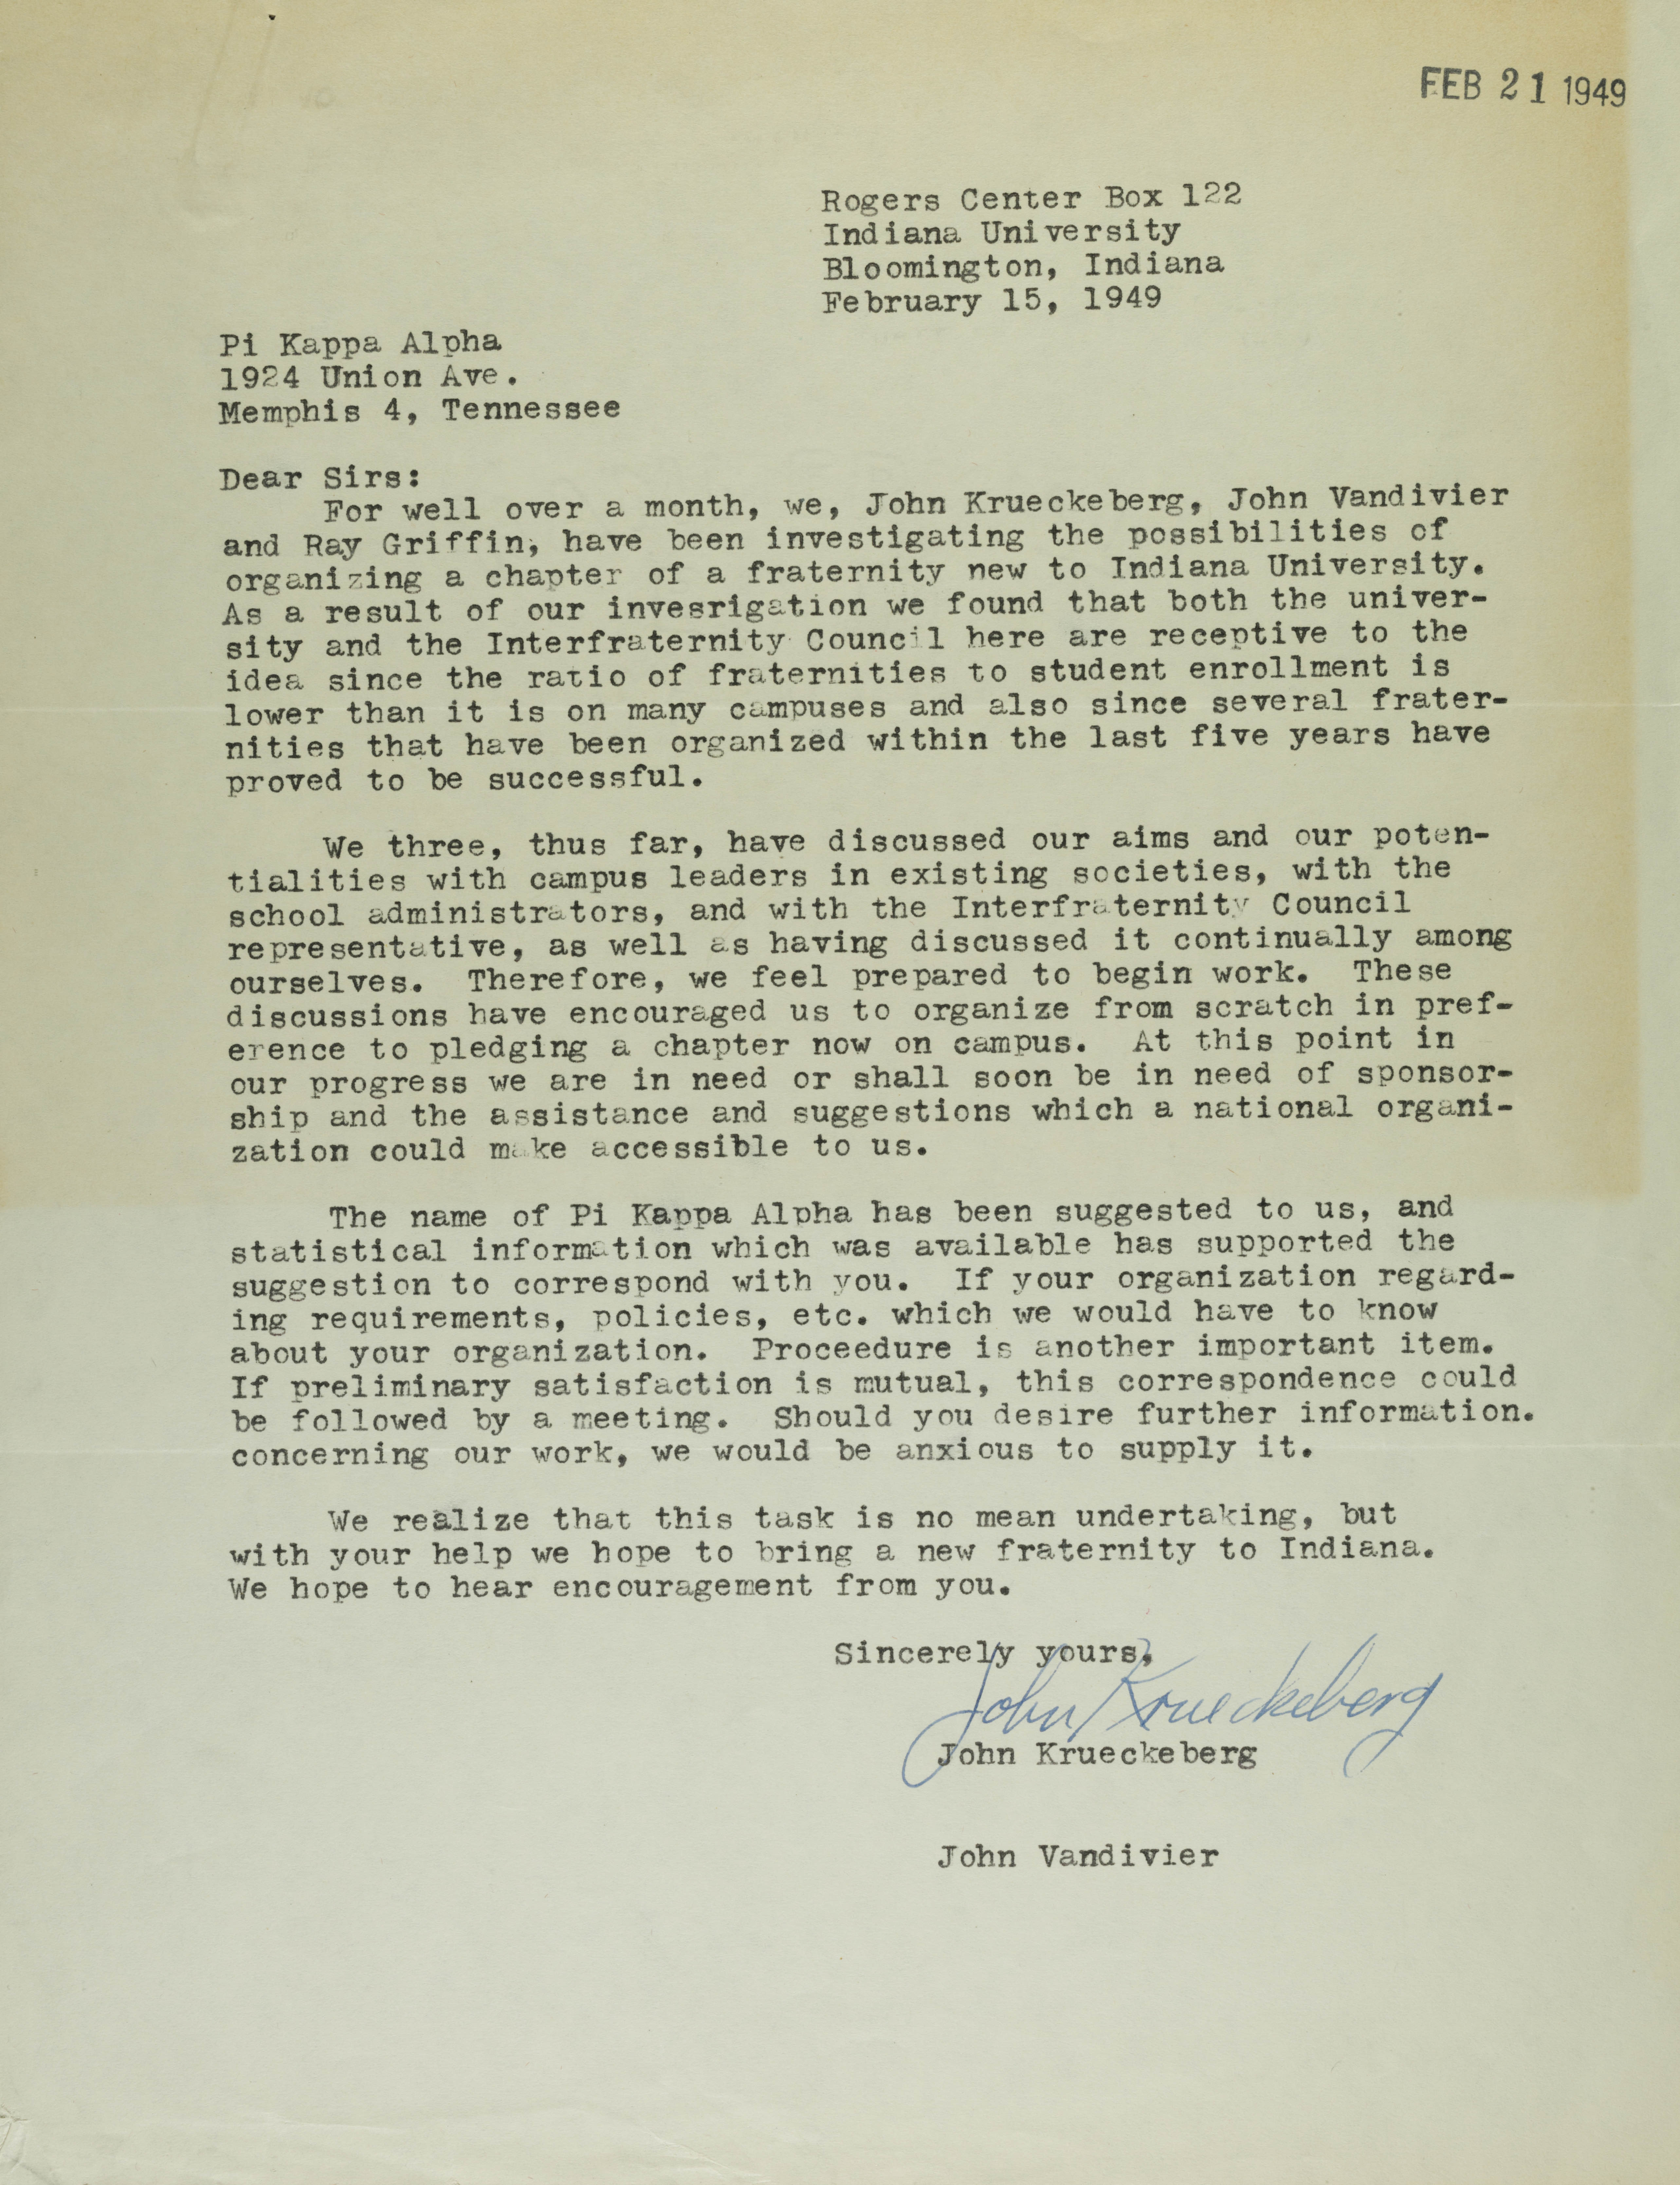 FEB 21 1949
Rogers Center Box 122
Indiana University
Bloomington, Indiana
February 15, 1949
Pi Kappa Alpha
1924 Union Ave.
Memphis 4, Tennessee
Dear Sirs:
For well over a month, we, John Krueckeberg, John Vandivier
and Ray Griffin, have been investigating the possibilities of
organizing a chapter of a fraternity new to Indiana University.
As a result of our invesrigation we found that both the univer-
sity and the Interfraternity Council here are receptive to the
idea since the ratio of fraternities to student enrollment is
lower than it is on many campuses and also since several frater-
nities that have been organized within the last five years have
proved to be successful.
We three, thus far, have discussed our aims and our poten-
tialities with campus leaders in existing societies, with the
school administrators, and with the Interfraternity Council
representative, as well as having discussed it continually among
ourselves. Therefore, we feel prepared to begin work. These
discussions have encouraged us to organize from scratch in pref-
erence to pledging a chapter now on campus. At this point in
our progress we are in need or shall soon be in need of sponsor-
ship and the assistance and suggestions which a national organi-
zation could make accessible to us.
The name of Pi Kappa Alpha has been suggested to us, and
statistical information which was available has supported the
suggestion to correspond with you. If your organization regard-
ing requirements, policies, etc. which we would have to know
about your organization. Proceedure is another important item.
If preliminary satisfaction is mutual, this correspondence could
be followed by a meeting. Should you desire further information.
concerning our work, we would be anxious to supply it.
We realize that this task is no mean undertaking, but
with your help we hope to bring a new fraternity to Indiana.
We hope to hear encouragement from you.
Sincerely yours,
John Krueckeberg
John Krueckeberg
John Vandivier